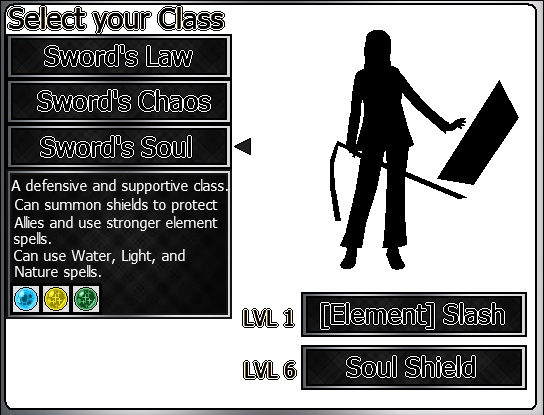 Select your Class
Sword's Law
Sword's Chaos
Sword's Soul
A defensive and supportive class.
Can summon shields to protect
Allies and use stronger element
spells.
Can use Water, Light, and
Nature spells.
LVL 1 [Element] Slash
LVL 6 Soul Shield